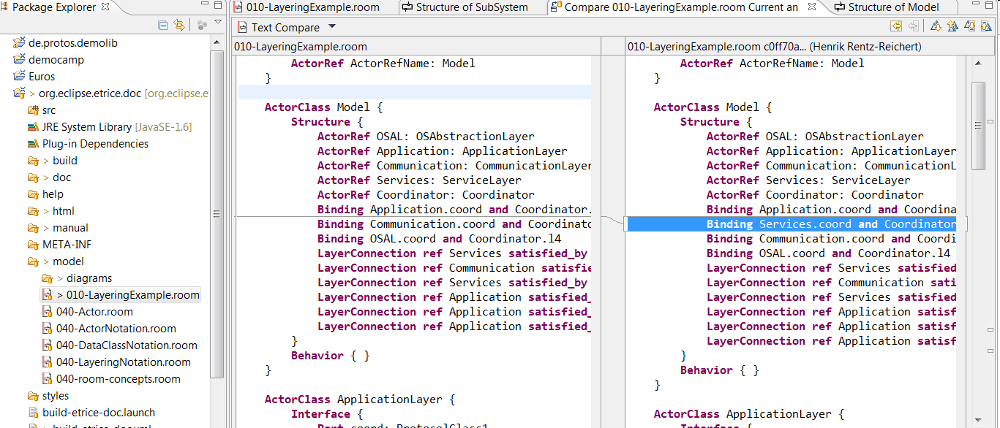 Package Explorer
010-LayeringExample.room
Structure of SubSystem
Compare 010-LayeringExample.room Current an
Structure of Model
Text Compare
de.protos.demolib
democamp
Euros
> org.eclipse.etrice.doc [org.eclipse.e
src
JRE System Library [JavaSE-1.6]
Plug-in Dependencies
> build
> doc
help
> html
> manual
META-INF
> model
> diagrams
> 010-LayeringExample.room
040-Actor.room
040-ActorNotation.room
040-DataClassNotation.room
040-LayeringNotation.room
040-room-concepts.room
styles
build-etrice-doc.launch
010-LayeringExample.room
ActorRef ActorRefName: Model
}
ActorClass Model {
Structure {
ActorRef OSAL: OSAbstractionLayer
ActorRef Application: ApplicationLayer
ActorRef Communication: CommunicationLayer
ActorRef Services: ServiceLayer
ActorRef Coordinator: Coordinator
Binding Application.coord and Coordinator.
Binding Communication.coord and Coordinato
Binding OSAL.coord and Coordinator.l4
LayerConnection ref Services satisfied_by
LayerConnection ref Communication satisfie
LayerConnection ref Services satisfied_by
LayerConnection ref Application satisfied_
LayerConnection ref Application satisfied_
LayerConnection ref Application satisfied_
}
Behavior { }
}
ActorClass ApplicationLayer {
Interface {
Port coord: ProtocolClass1
010-LayeringExample.room c0ff70a... (Henrik Rentz-Reichert)
ActorRef ActorRefName: Model
}
ActorClass Model {
Structure {
ActorRef OSAL: OSAbstractionLayer
ActorRef Application: ApplicationLayer
ActorRef Communication: CommunicationL
ActorRef Services: ServiceLayer
ActorRef Coordinator: Coordinator
Binding Application.coord and Coordina
Binding Services.coord and Coordinator
Binding Communication.coord and Coordi
Binding OSAL.coord and Coordinator.l4
LayerConnection ref Services satisfied
LayerConnection ref Communication sati
LayerConnection ref Services satisfied
LayerConnection ref Application satisf
LayerConnection ref Application satisf
LayerConnection ref Application satisf
}
Behavior { }
}
ActorClass ApplicationLayer {
Interface {